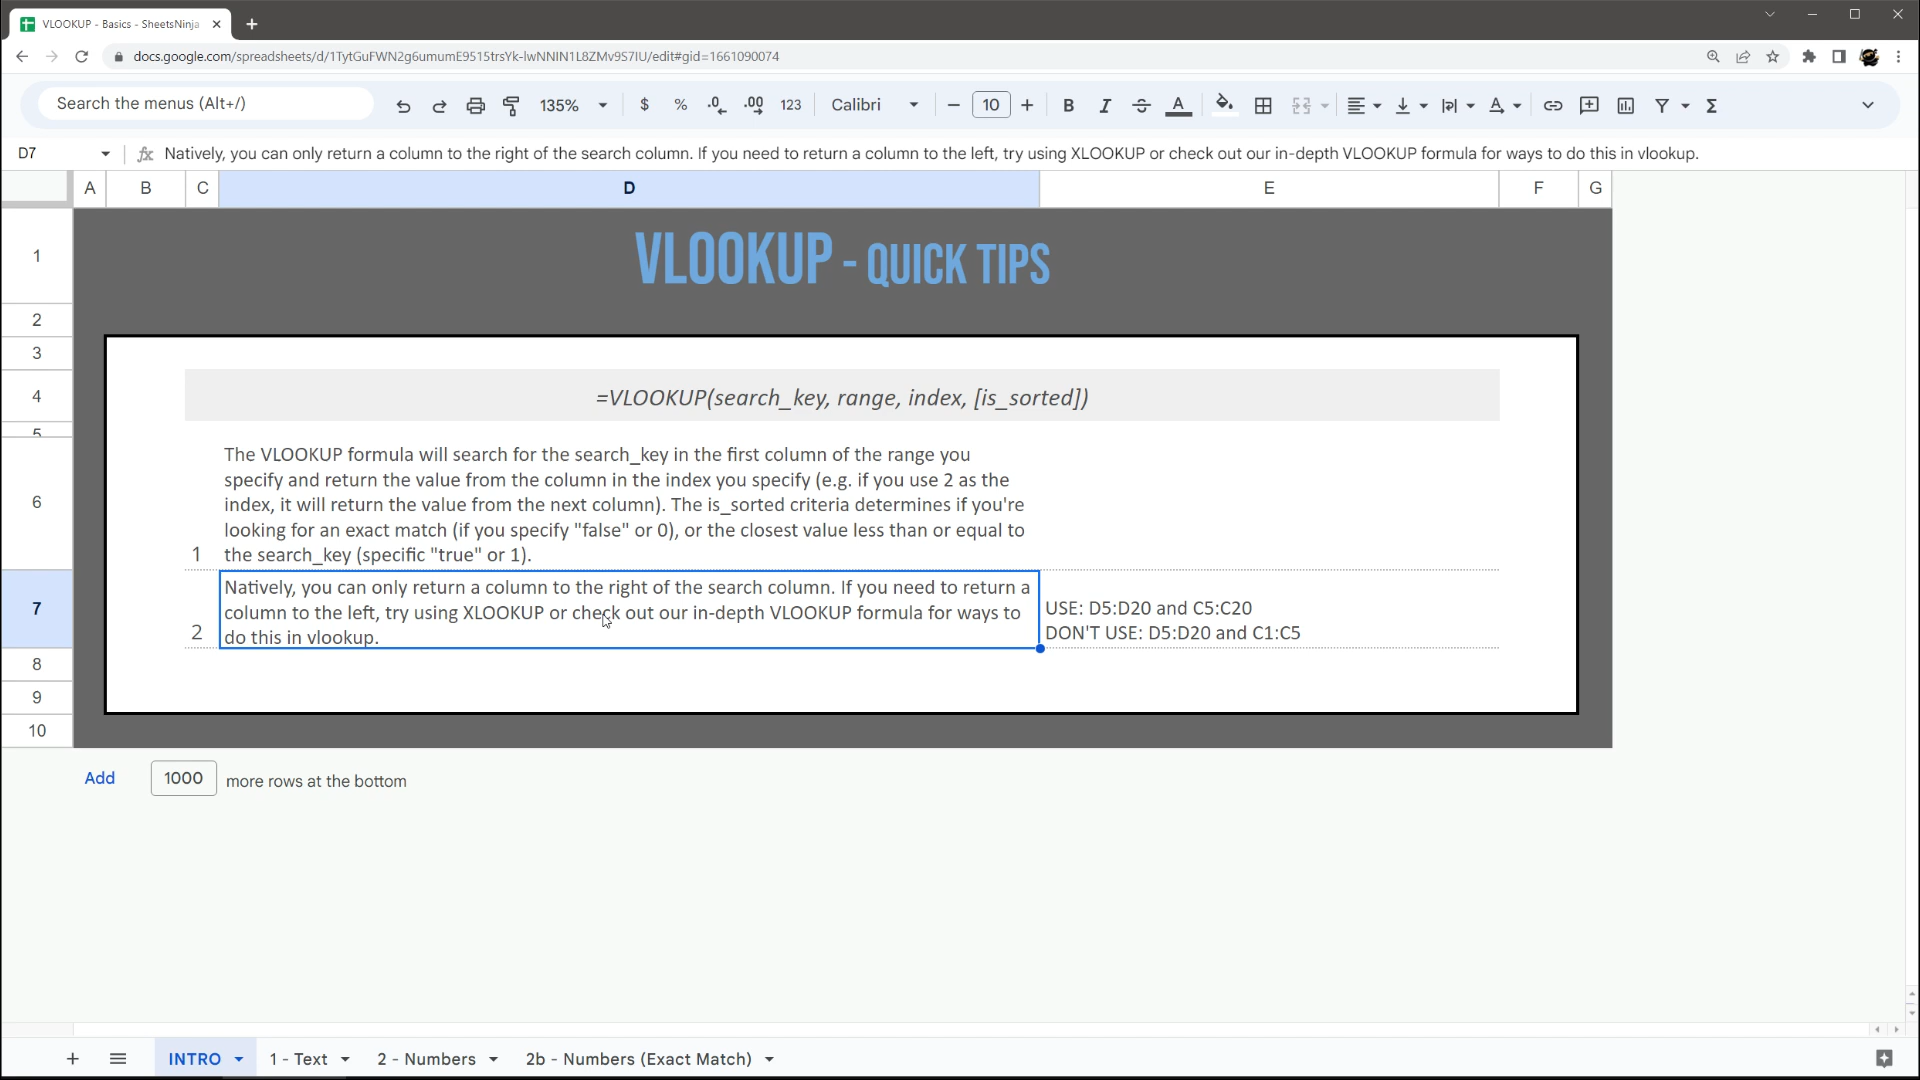 VLOOKUP - Basics - SheetsNinja
docs.google.com/spreadsheets/d/1TytGuFWN2g6umumE9515trsYk-lwNNIN1L8ZMv9S7IU/edit#gid=1661090074
Search the menus (Alt+/)
135%
$
%
.0
.00
123
Calibri
10
B
I
S
A
D7
fx
Natively, you can only return a column to the right of the search column. If you need to return a column to the left, try using XLOOKUP or check out our in-depth VLOOKUP formula for ways to do this in vlookup.
A B C D E F G
1
VLOOKUP - QUICK TIPS
2
3
4
=VLOOKUP(search_key, range, index, [is_sorted])
5
6
The VLOOKUP formula will search for the search_key in the first column of the range you
specify and return the value from the column in the index you specify (e.g. if you use 2 as the
index, it will return the value from the next column). The is_sorted criteria determines if you're
looking for an exact match (if you specify "false" or 0), or the closest value less than or equal to
1 the search_key (specific "true" or 1).
7
Natively, you can only return a column to the right of the search column. If you need to return a
column to the left, try using XLOOKUP or check out our in-depth VLOOKUP formula for ways to
2 do this in vlookup.
USE: D5:D20 and C5:C20
DON'T USE: D5:D20 and C1:C5
8
9
10
Add 1000 more rows at the bottom
INTRO
1 - Text
2 - Numbers
2b - Numbers (Exact Match)